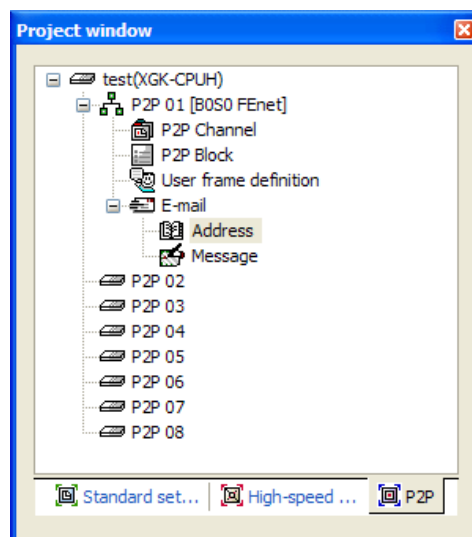 Project window
test(XGK-CPUH)
P2P 01 [B0S0 FEnet]
P2P Channel
P2P Block
User frame definition
E-mail
Address
Message
P2P 02
P2P 03
P2P 04
P2P 05
P2P 06
P2P 07
P2P 08
Standard set... High-speed ... P2P